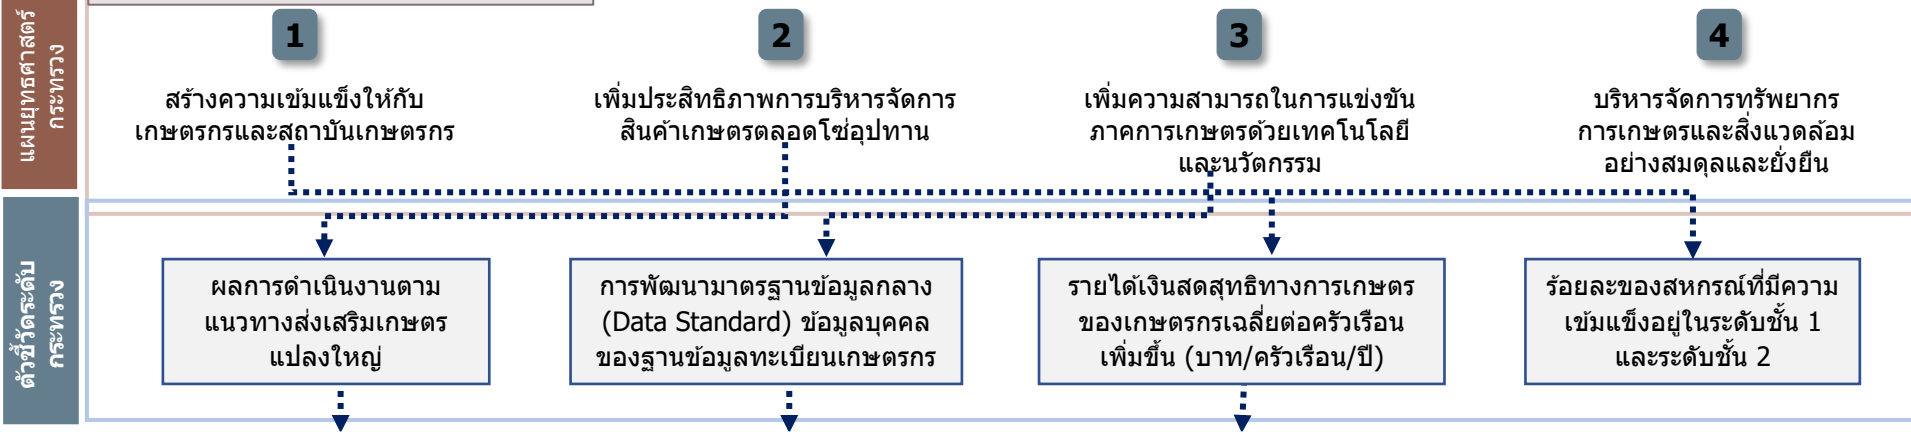 แผนยุทธศาสตร์
กระทรวง
1
สร้างความเข้มแข็งให้กับ
เกษตรกรและสถาบันเกษตรกร
2
เพิ่มประสิทธิภาพการบริหารจัดการ
สินค้าเกษตรตลอดโซ่อุปทาน
3
เพิ่มความสามารถในการแข่งขัน
ภาคการเกษตรด้วยเทคโนโลยี
และนวัตกรรม
4
บริหารจัดการทรัพยากร
การเกษตรและสิ่งแวดล้อม
อย่างสมดุลและยั่งยืน
ตัวชี้วัดระดับ
กระทรวง
ผลการดำเนินงานตาม
แนวทางส่งเสริมเกษตร
แปลงใหญ่
การพัฒนามาตรฐานข้อมูลกลาง
(Data Standard) ข้อมูลบุคคล
ของฐานข้อมูลทะเบียนเกษตรกร
รายได้เงินสดสุทธิทางการเกษตร
ของเกษตรกรเฉลี่ยต่อครัวเรือน
เพิ่มขึ้น (บาท/ครัวเรือน/ปี)
ร้อยละของสหกรณ์ที่มีความ
เข้มแข็งอยู่ในระดับชั้น 1
และระดับชั้น 2